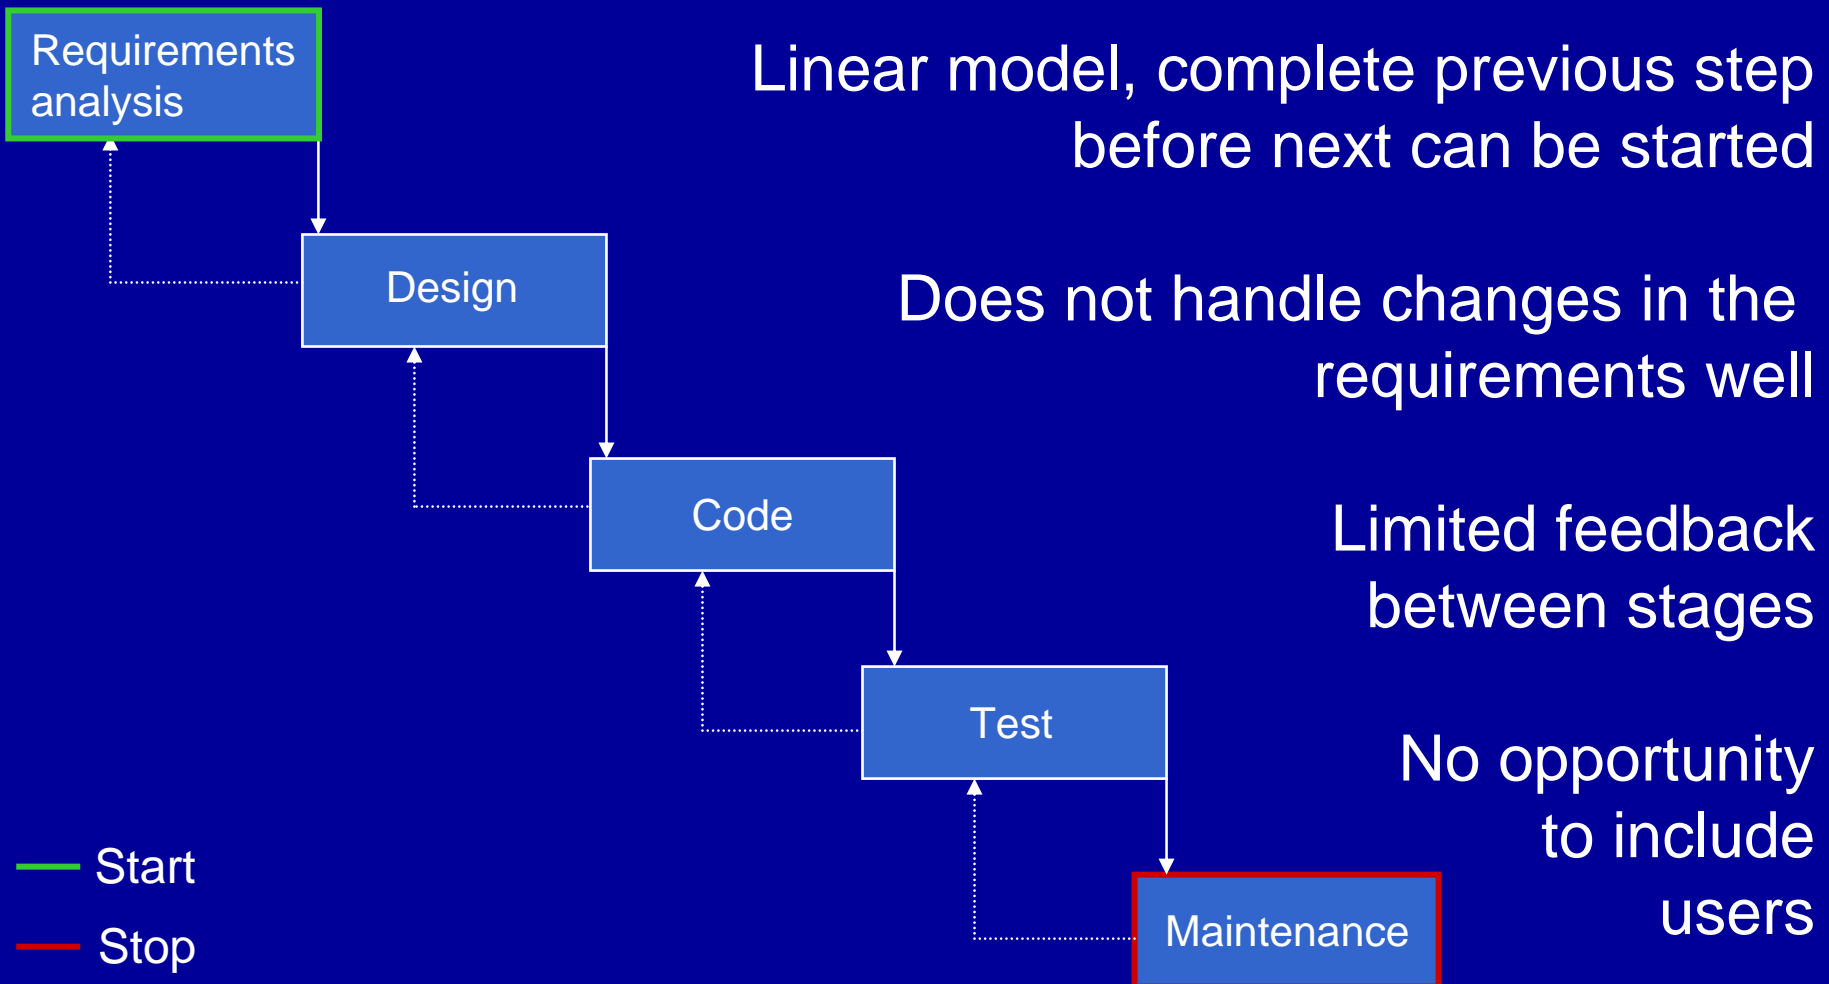 Requirements
analysis
Linear model, complete previous step
before next can be started
Design
Does not handle changes in the
requirements well
Code
Limited feedback
between stages
Test
No opportunity
to include
users
Start
Stop
Maintenance